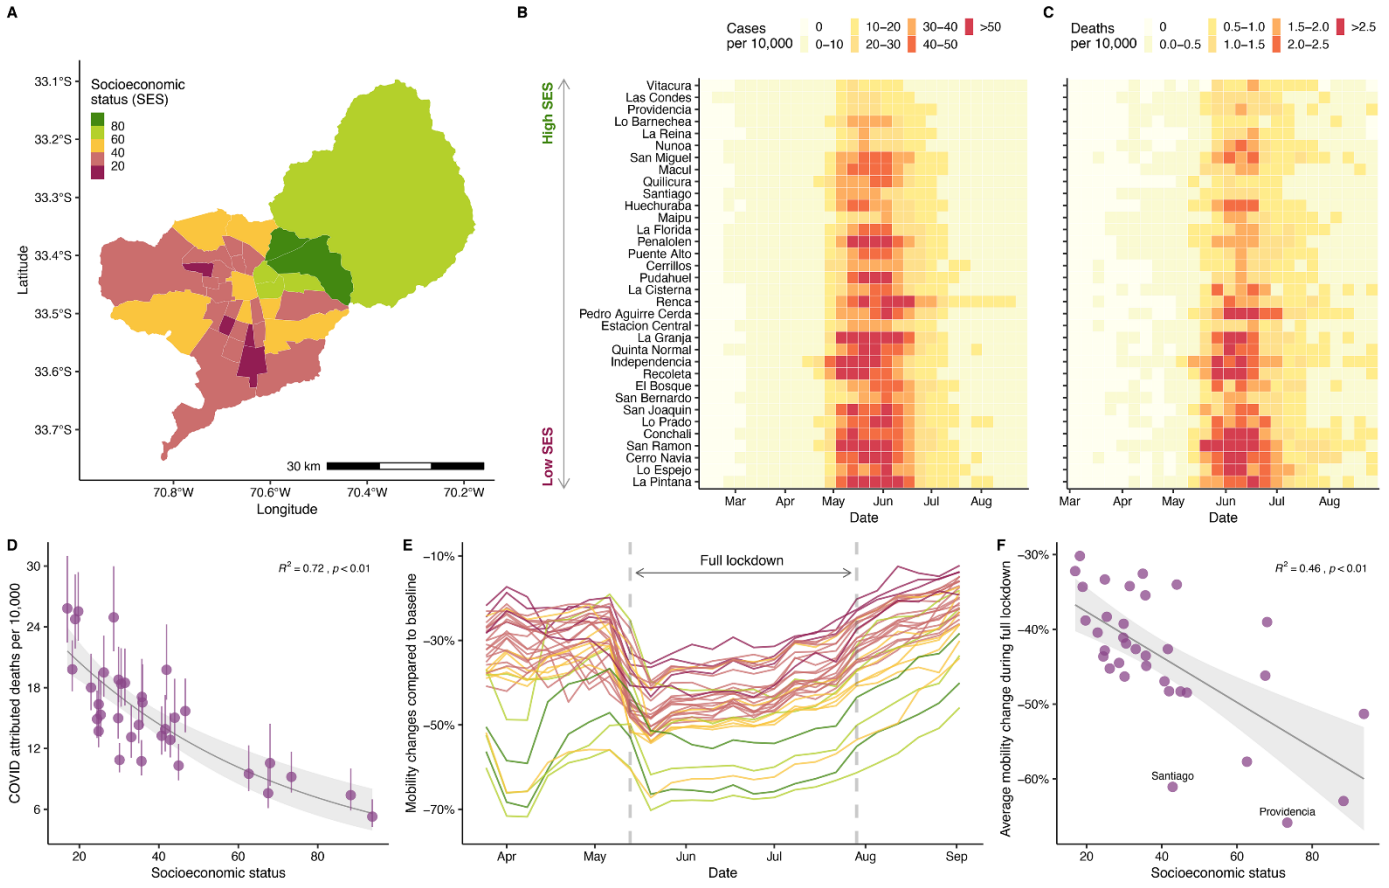 A
Socioeconomic
status (SES)
80
60
40
20
33.1°S
33.2°S
33.3°S
33.4°S
33.5°S
33.6°S
33.7°S
Latitude
30 km
70.8°W
70.6°W
70.4°W
70.2°W
Longitude
B
Cases
per 10,000
0
0−10
10−20
20−30
30−40
40−50
>50
High SES
Low SES
Vitacura
Las Condes
Providencia
Lo Barnechea
La Reina
Nunoa
San Miguel
Macul
Quilicura
Santiago
Huechuraba
Maipu
La Florida
Penalolen
Puente Alto
Cerrillos
Pudahuel
La Cisterna
Renca
Pedro Aguirre Cerda
Estacion Central
La Granja
Quinta Normal
Independencia
Recoleta
El Bosque
San Bernardo
San Joaquin
Lo Prado
Conchali
San Ramon
Cerro Navia
Lo Espejo
La Pintana
Mar Apr May Jun Jul Aug
Date
C
Deaths
per 10,000
0
0.0−0.5
0.5−1.0
1.0−1.5
1.5−2.0
2.0−2.5
>2.5
Mar Apr May Jun Jul Aug
Date
D
COVID attributed deaths per 10,000
30
24
18
12
6
R² = 0.72 , p < 0.01
20 40 60 80
Socioeconomic status
E
Mobility changes compared to baseline
−10%
−30%
−50%
−70%
Full lockdown
Apr May Jun Jul Aug Sep
Date
F
Average mobility change during full lockdown
−30%
−40%
−50%
−60%
R² = 0.46 , p < 0.01
Santiago
Providencia
20 40 60 80
Socioeconomic status